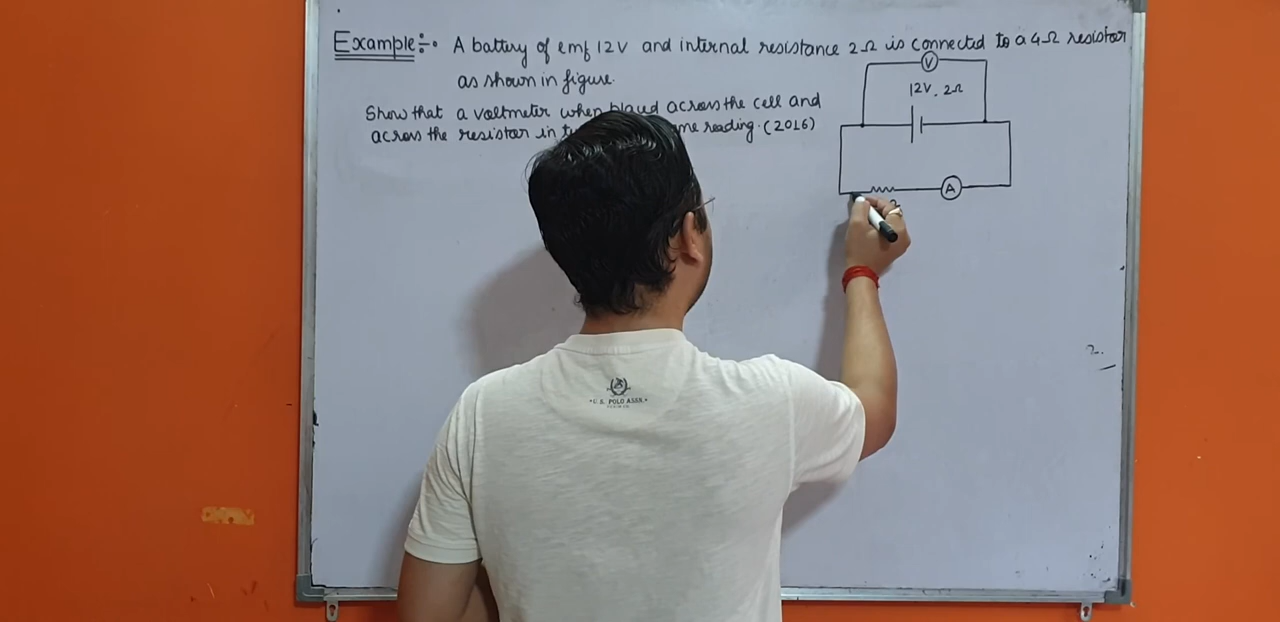 Example:- A battery of emf 12V and internal resistance 2Ω is connected to a 4Ω resistor
as shown in figure.
Show that a voltmeter when placed across the cell and
across the resistor in reading. (2016)
V
12V, 2Ω
A
2.
U.S. POLO ASSN.